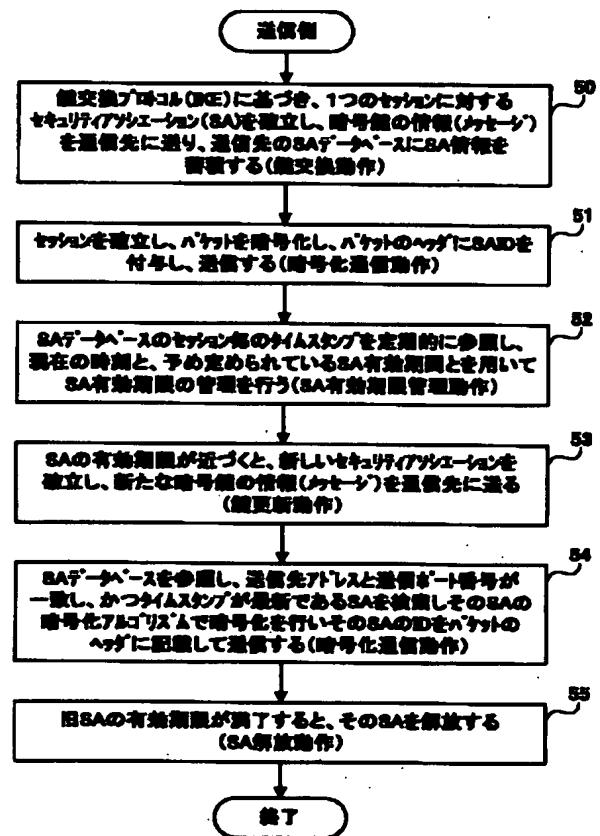 送信側
50
鍵交換プロトコル(IKE)に基づき、1つのセッションに対する
セキュリティアソシエーション(SA)を確立し、暗号鍵の情報(メッセージ)
を通信先に送り、通信先のSAデータベースにSA情報を
蓄積する(鍵交換動作)
51
セッションを確立し、パケットを暗号化し、パケットのヘッダにSAIDを
付与し、送信する(暗号化通信動作)
52
SAデータベースのセッション毎のタイムスタンプを定期的に参照し、
現在の時刻と、予め定められているSA有効期間とを用いて
SA有効期限の管理を行う(SA有効期限管理動作)
53
SAの有効期限が近づくと、新しいセキュリティアソシエーションを
確立し、新たな暗号鍵の情報(メッセージ)を通信先に送る
(鍵更新動作)
54
SAデータベースを参照し、送信先アドレスと送信ポート番号が
一致し、かつタイムスタンプが最新であるSAを検索しそのSAの
暗号化アルゴリズムで暗号化を行いそのSAのIDをパケットの
ヘッダに記載して送信する(暗号化通信動作)
55
旧SAの有効期限が満了すると、そのSAを解放する
(SA解放動作)
終了